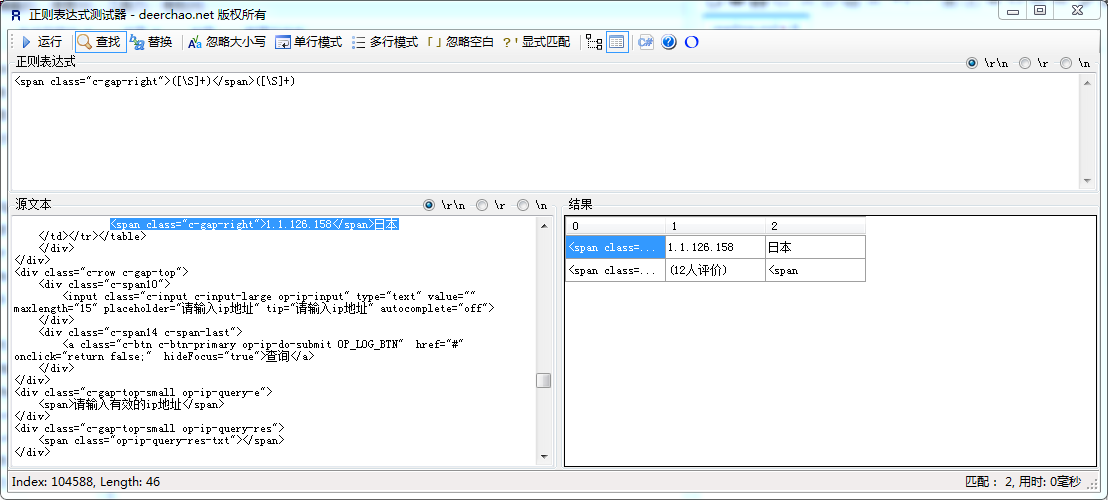 正则表达式测试器 - deerchao.net 版权所有
运行 查找 替换 忽略大小写 单行模式 多行模式 忽略空白 显式匹配
正则表达式 \r\n \r \n
<span class="c-gap-right">([\S]+)</span>([\S]+)
源文本 \r\n \r \n
<span class="c-gap-right">1.1.126.158</span>日本
</td></tr></table>
</div>
</div>
<div class="c-row c-gap-top">
<div class="c-span10">
<input class="c-input c-input-large op-ip-input" type="text" value=""
maxlength="15" placeholder="请输入ip地址" tip="请输入ip地址" autocomplete="off">
</div>
<div class="c-span14 c-span-last">
<a class="c-btn c-btn-primary op-ip-do-submit OP_LOG_BTN" href="#"
onclick="return false;" hideFocus="true">查询</a>
</div>
</div>
<div class="c-gap-top-small op-ip-query-e">
<span>请输入有效的ip地址</span>
</div>
<div class="c-gap-top-small op-ip-query-res">
<span class="op-ip-query-res-txt"></span>
</div>
结果
0 1 2
<span class=... 1.1.126.158 日本
<span class=... (12人评价) <span
Index: 104588, Length: 46
匹配 : 2, 用时: 0毫秒